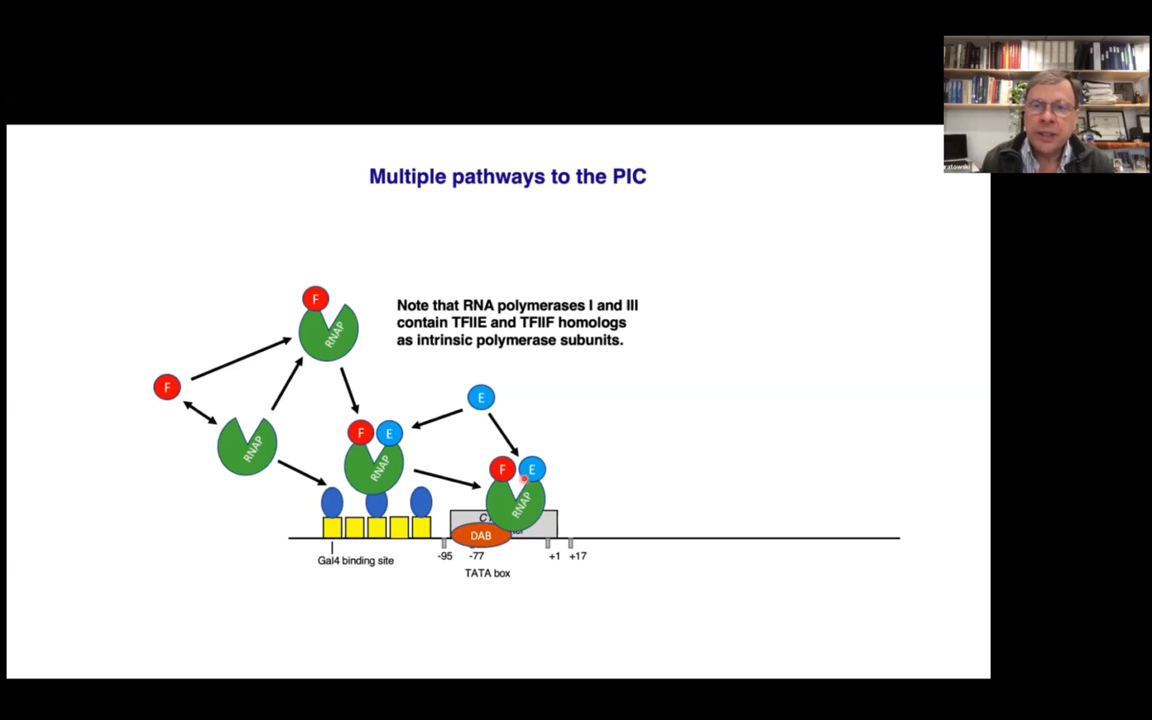 Multiple pathways to the PIC
F
RNAP
Note that RNA polymerases I and III
contain TFIIE and TFIIF homologs
as intrinsic polymerase subunits.
F
E
RNAP
F
E
RNAP
F
E
RNAP
DAB
-95
-77
+1
+17
Gal4 binding site
TATA box